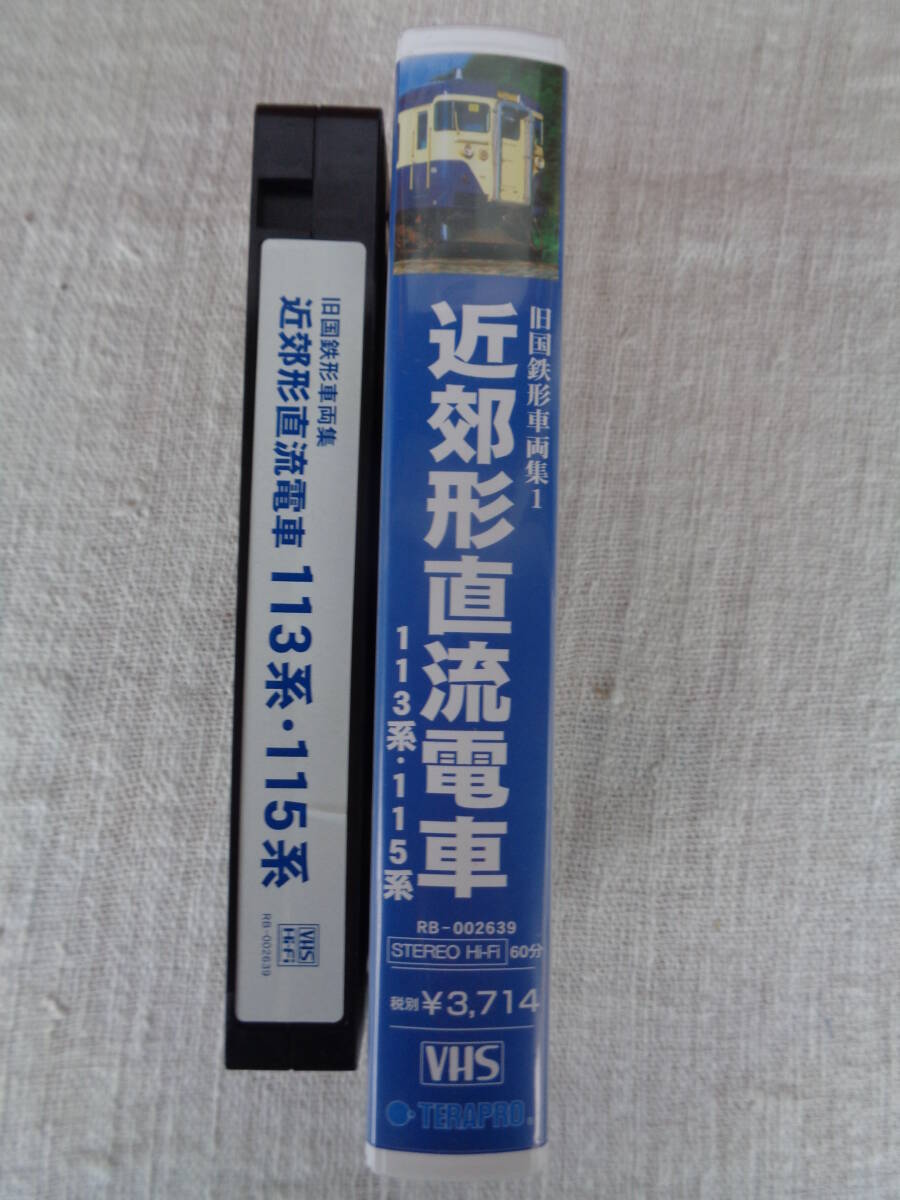 旧国鉄形車両集
近郊形直流電車 113系・115系
VHS
Hi-Fi
RB-002639
旧国鉄形車両集1
近郊形直流電車
113系・115系
RB-002639
STEREO Hi-Fi 60分
税別 ¥3,714
VHS
TERAPRO